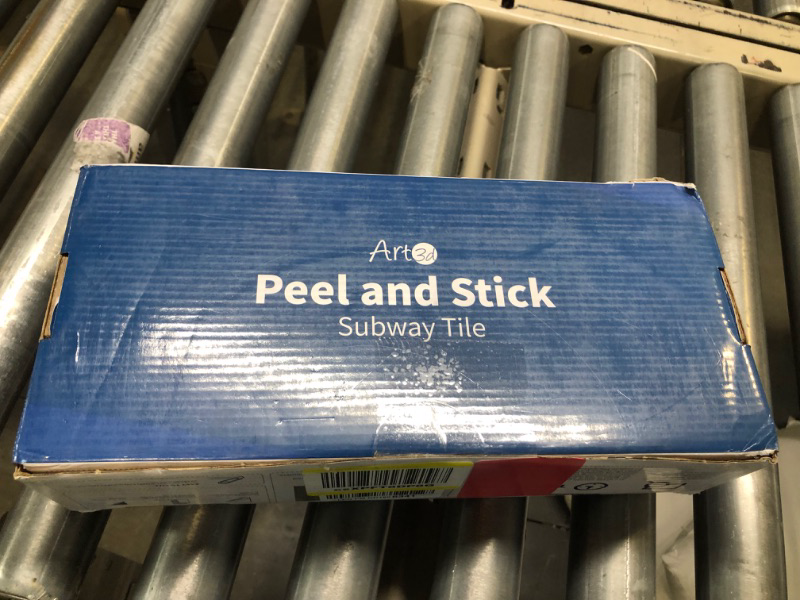 Art3d
Peel and Stick
Subway Tile